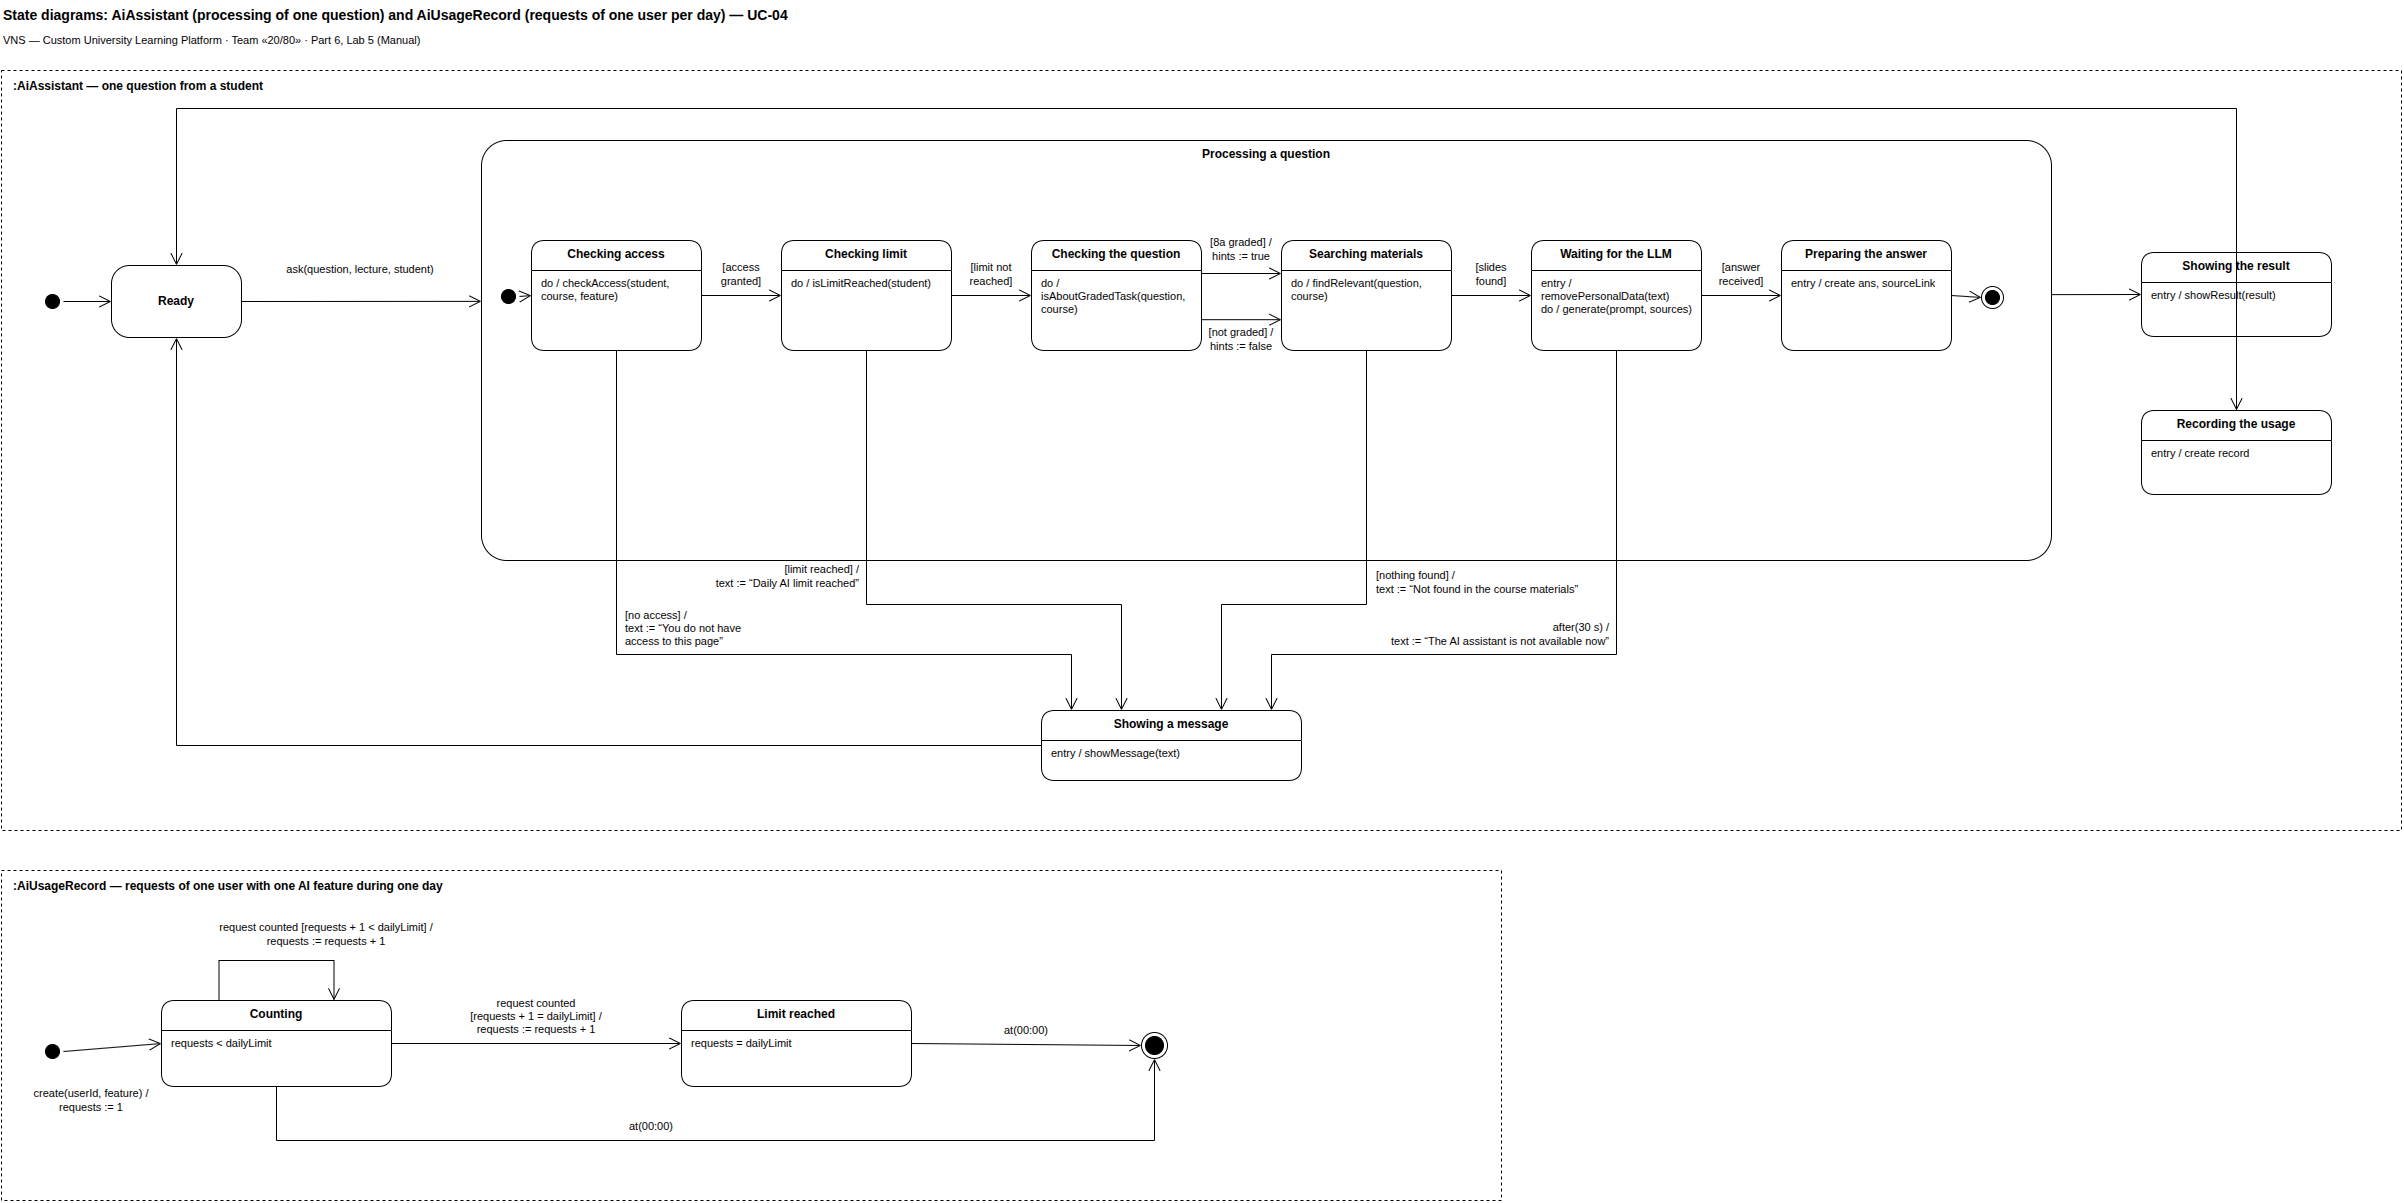 State diagrams: AiAssistant (processing of one question) and AiUsageRecord (requests of one user per day) — UC-04
VNS — Custom University Learning Platform · Team «20/80» · Part 6, Lab 5 (Manual)
:AiAssistant — one question from a student
Processing a question
Ready
ask(question, lecture, student)
Checking access
do / checkAccess(student,
course, feature)
[access
granted]
Checking limit
do / isLimitReached(student)
[limit not
reached]
Checking the question
do /
isAboutGradedTask(question,
course)
[8a graded] /
hints := true
[not graded] /
hints := false
Searching materials
do / findRelevant(question,
course)
[slides
found]
Waiting for the LLM
entry /
removePersonalData(text)
do / generate(prompt, sources)
[answer
received]
Preparing the answer
entry / create ans, sourceLink
Showing the result
entry / showResult(result)
Recording the usage
entry / create record
[limit reached] /
text := “Daily AI limit reached”
[no access] /
text := “You do not have
access to this page”
[nothing found] /
text := “Not found in the course materials”
after(30 s) /
text := “The AI assistant is not available now”
Showing a message
entry / showMessage(text)
:AiUsageRecord — requests of one user with one AI feature during one day
request counted [requests + 1 < dailyLimit] /
requests := requests + 1
Counting
requests < dailyLimit
create(userId, feature) /
requests := 1
request counted
[requests + 1 = dailyLimit] /
requests := requests + 1
Limit reached
requests = dailyLimit
at(00:00)
at(00:00)